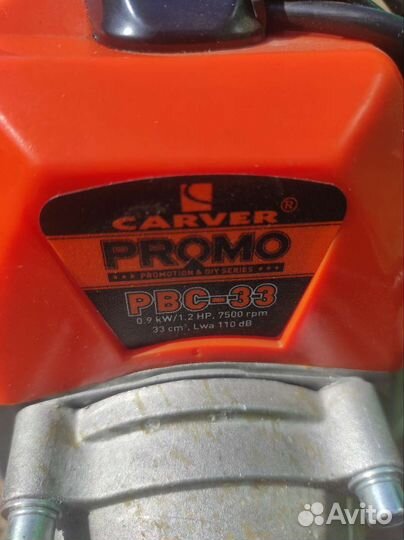 CARVER ®
PROMO
*** PROMOTION & DIY SERIES ***
PBC-33
0.9 kW/1.2 HP, 7500 rpm
33 cm³, Lwa 110 dB
Avito